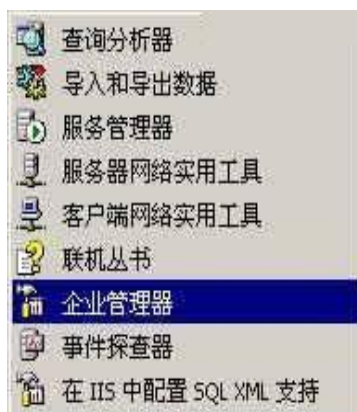 查询分析器
导入和导出数据
服务管理器
服务器网络实用工具
客户端网络实用工具
联机丛书
企业管理器
事件探查器
在 IIS 中配置 SQL XML 支持